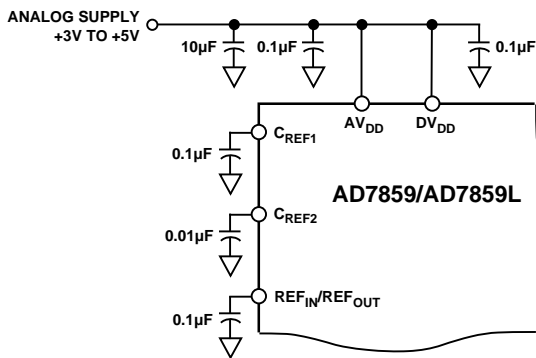 ANALOG SUPPLY
+3V TO +5V
10µF
0.1µF
0.1µF
AVDD
DVDD
CREF1
0.1µF
AD7859/AD7859L
CREF2
0.01µF
REFIN/REFOUT
0.1µF